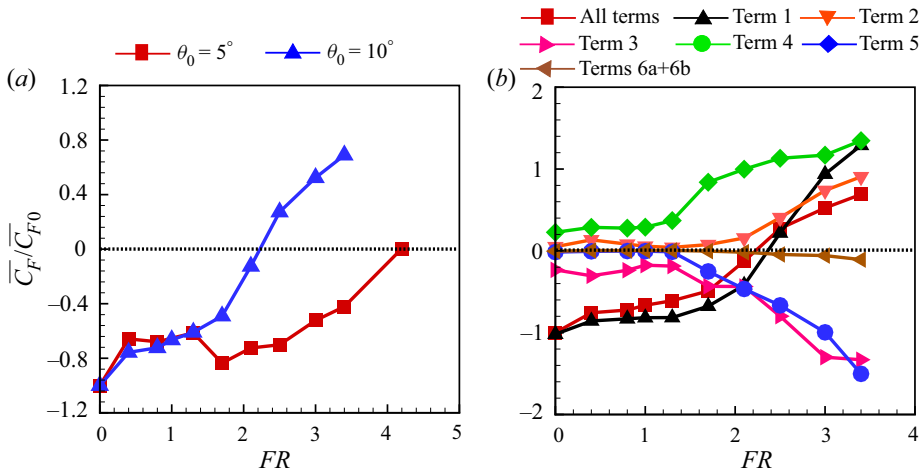 All terms Term 1 Term 2
Term 3 Term 4 Term 5
Terms 6a+6b
θ0 = 5° θ0 = 10°
(a)
1.2
0.8
0.4
0
–0.4
–0.8
–1.2
C̅F/C̅F0
0 1 2 3 4 5
FR
(b)
2
1
0
–1
–2
0 1 2 3 4
FR